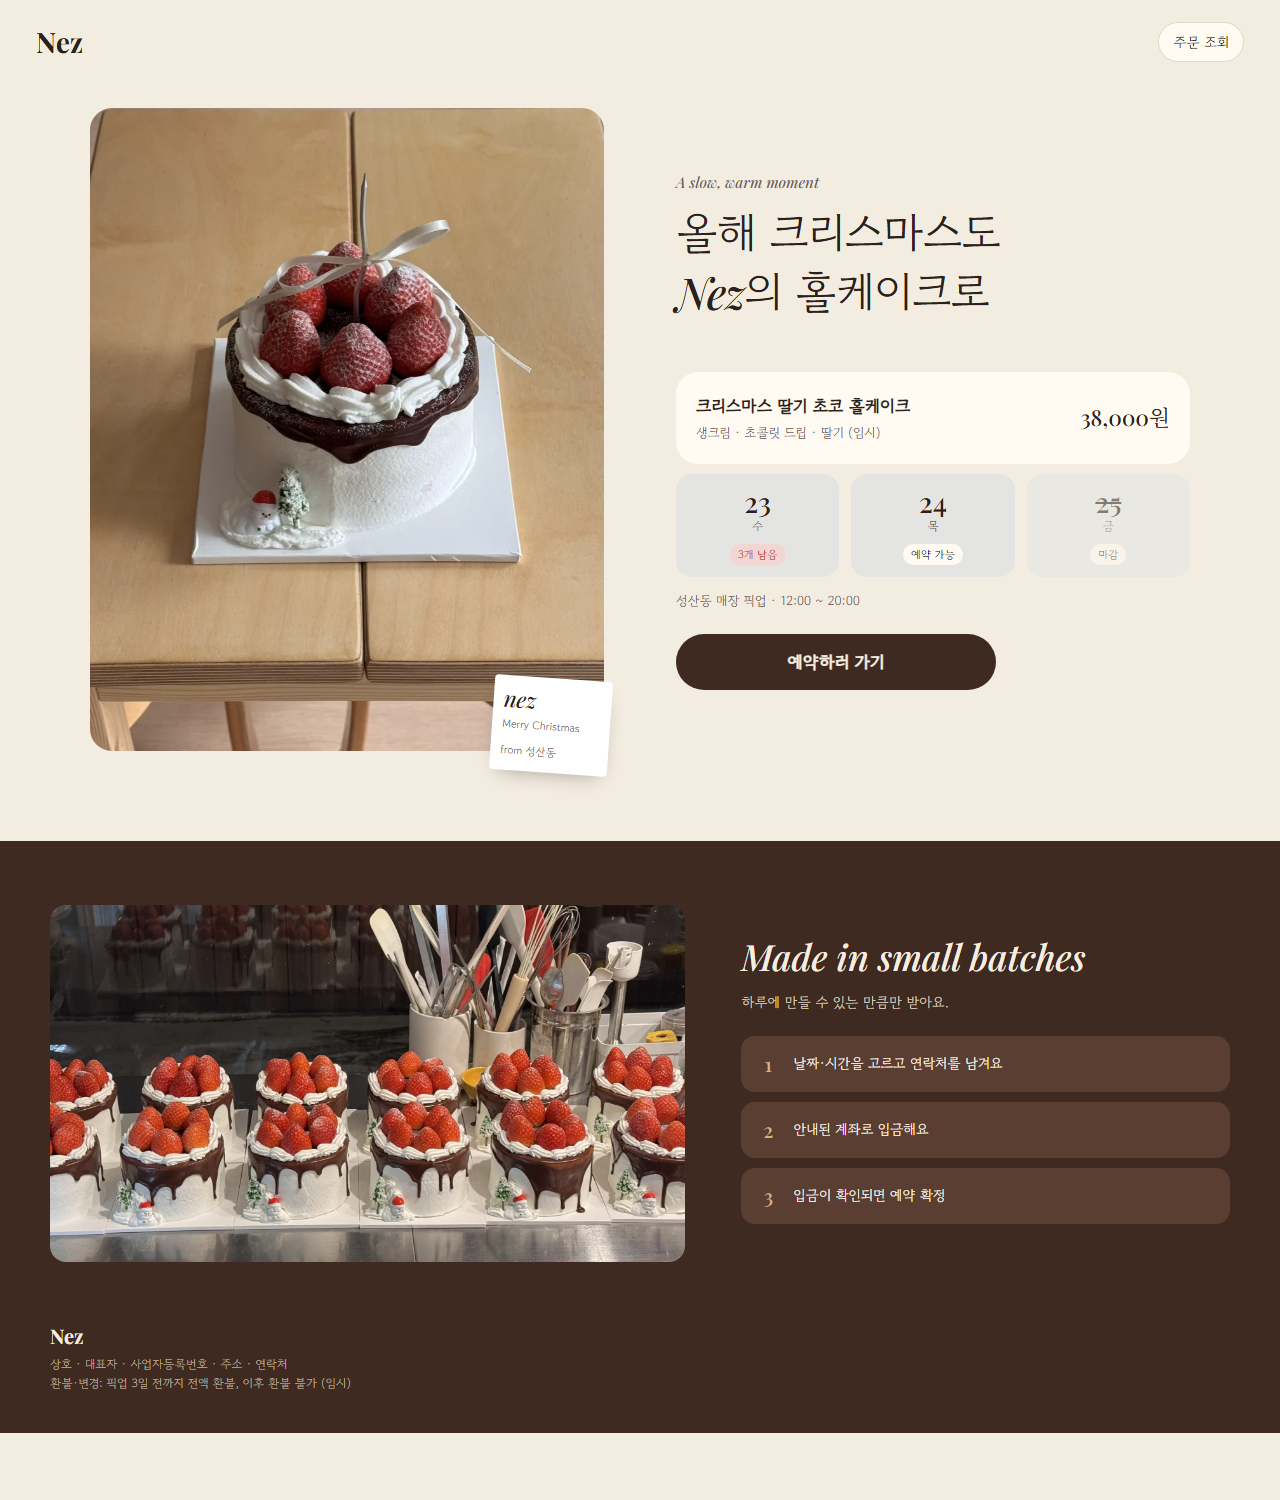 Nez
주문 조회
A slow, warm moment
올해 크리스마스도
Nez의 홀케이크로
크리스마스 딸기 초코 홀케이크
생크림 · 초콜릿 드립 · 딸기 (임시)
38,000원
23
수
3개 남음
24
목
예약 가능
25
금
마감
성산동 매장 픽업 · 12:00 ~ 20:00
예약하러 가기
nez
Merry Christmas
from 성산동
Made in small batches
하루에 만들 수 있는 만큼만 받아요.
1 날짜·시간을 고르고 연락처를 남겨요
2 안내된 계좌로 입금해요
3 입금이 확인되면 예약 확정
Nez
상호 · 대표자 · 사업자등록번호 · 주소 · 연락처
환불·변경: 픽업 3일 전까지 전액 환불, 이후 환불 불가 (임시)